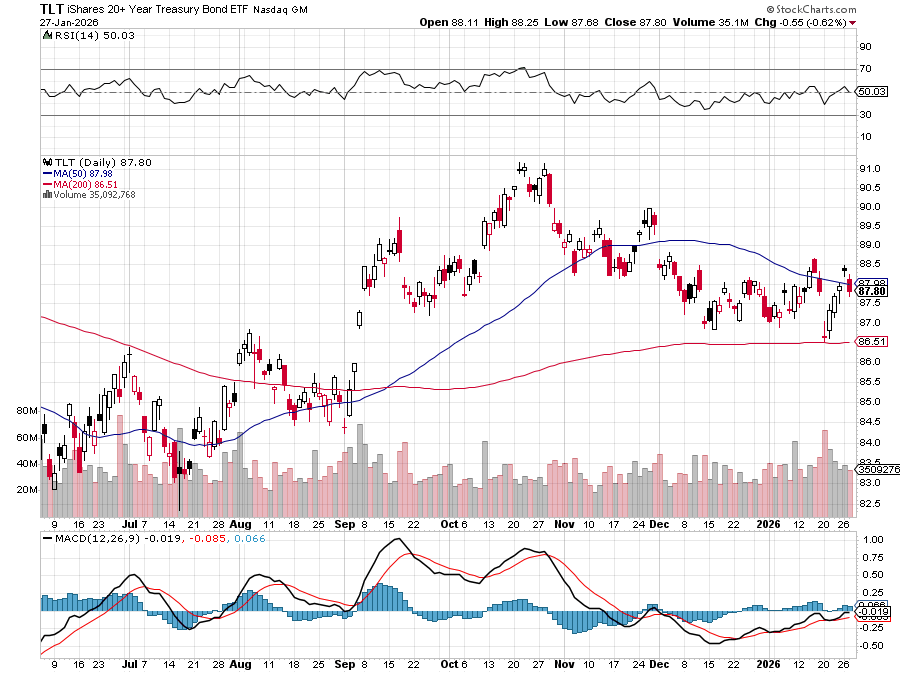 TLT iShares 20+ Year Treasury Bond ETF Nasdaq GM
© StockCharts.com
27-Jan-2026
Open 88.11 High 88.25 Low 87.68 Close 87.80 Volume 35.1M Chg -0.55 (-0.62%)
RSI(14) 50.03
90
70
50.03
30
10
TLT (Daily) 87.80
MA(50) 87.98
MA(200) 86.51
Volume 35,092,768
91.0
90.5
90.0
89.5
89.0
88.5
87.98
87.80
87.5
87.0
86.51
86.0
85.5
85.0
84.5
84.0
83.5
83.0
82.5
80M
60M
40M
20M
3509276
9 16 23 Jul 7 14 21 28 Aug 11 18 25 Sep 8 15 22 Oct 6 13 20 27 Nov 10 17 24 Dec 8 15 22 2026 12 20 26
MACD(12,26,9) -0.019, -0.085, 0.066
1.00
0.75
0.50
0.25
0.066
-0.019
-0.085
-0.25
-0.50
9 16 23 Jul 7 14 21 28 Aug 11 18 25 Sep 8 15 22 Oct 6 13 20 27 Nov 10 17 24 Dec 8 15 22 2026 12 20 26